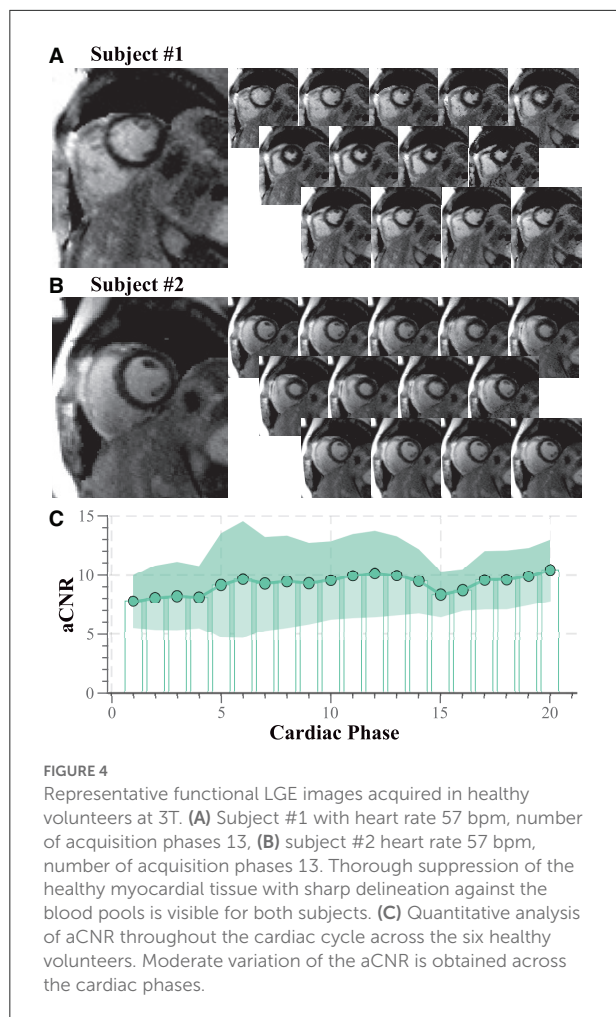 A Subject #1
B Subject #2
C
15
10
5
0
aCNR
0 5 10 15 20
Cardiac Phase
FIGURE 4
Representative functional LGE images acquired in healthy
volunteers at 3T. (A) Subject #1 with heart rate 57 bpm, number
of acquisition phases 13, (B) subject #2 heart rate 57 bpm,
number of acquisition phases 13. Thorough suppression of the
healthy myocardial tissue with sharp delineation against the
blood pools is visible for both subjects. (C) Quantitative analysis
of aCNR throughout the cardiac cycle across the six healthy
volunteers. Moderate variation of the aCNR is obtained across
the cardiac phases.